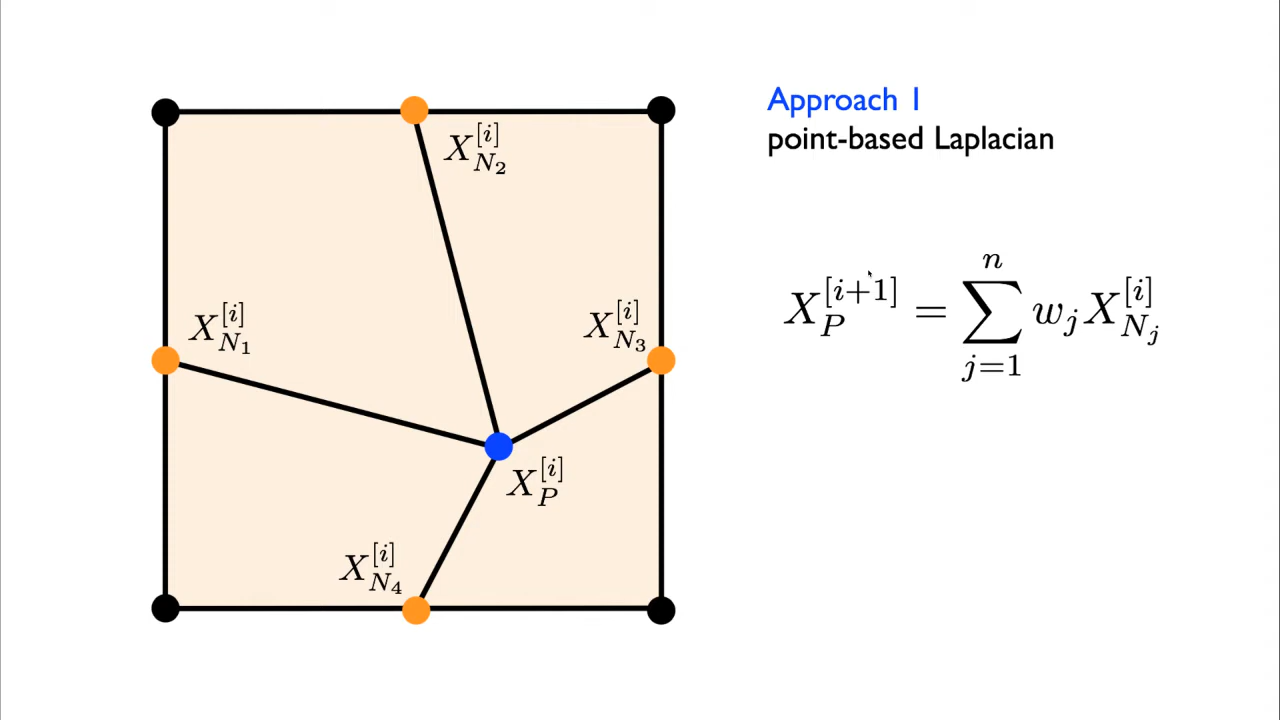 Approach 1
point-based Laplacian
X_{N_2}^{[i]}
X_{N_1}^{[i]}
X_{N_3}^{[i]}
X_P^{[i+1]} = \sum_{j=1}^{n} w_j X_{N_j}^{[i]}
X_P^{[i]}
X_{N_4}^{[i]}